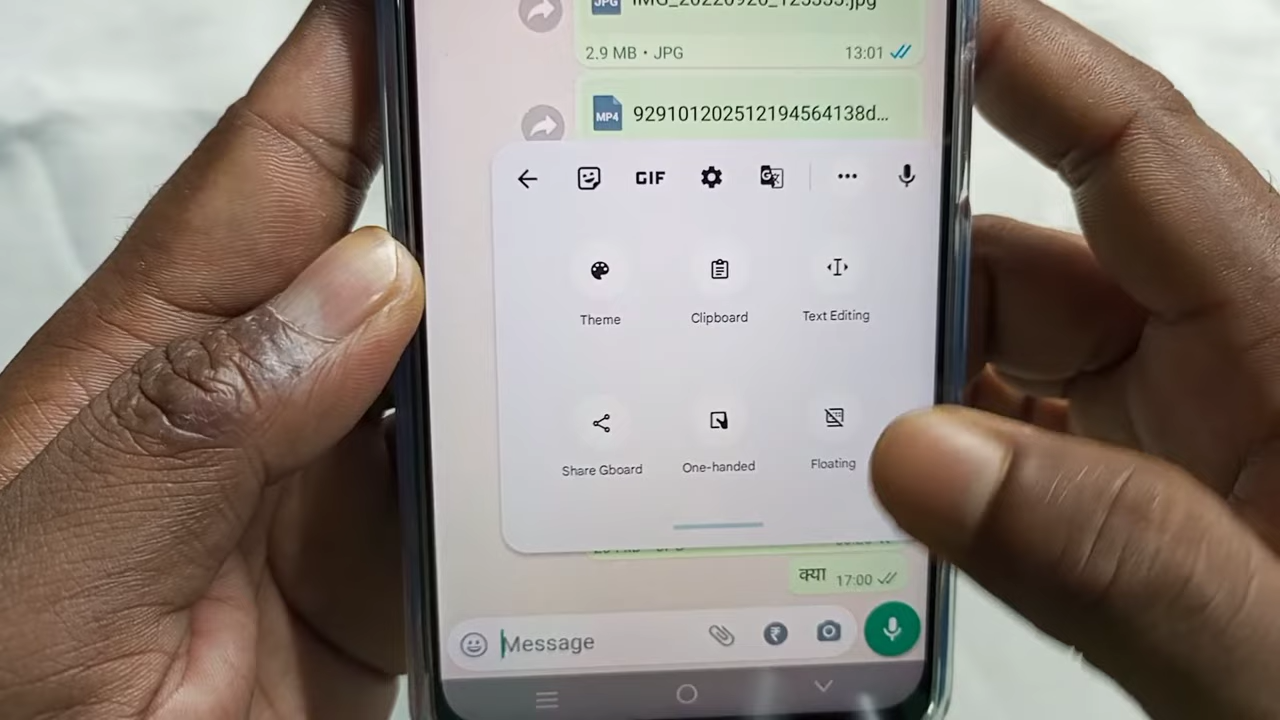 JPG
2.9 MB • JPG 13:01
MP4 929101202512194564138d...
GIF
Theme Clipboard Text Editing
Share Gboard One-handed Floating
क्या 17:00
Message